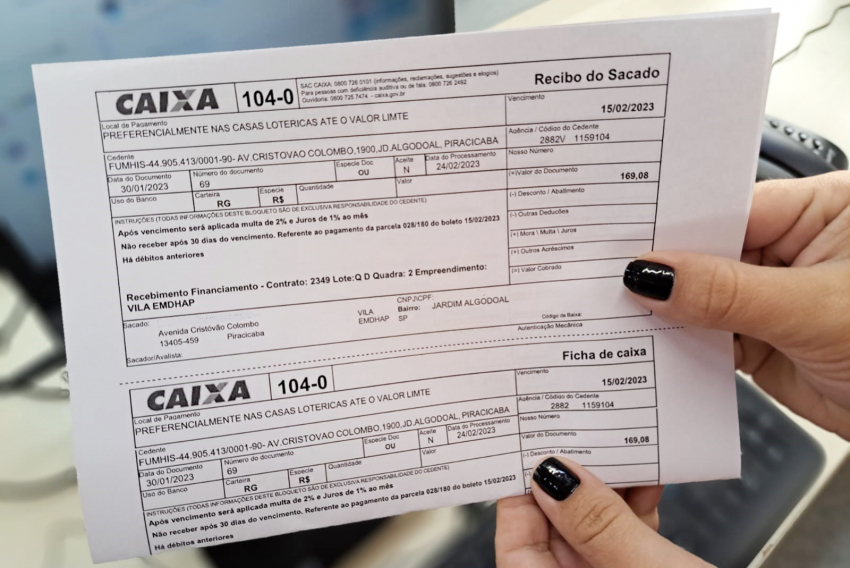 CAIXA 104-0
SAC CAIXA: 0800 726 0101 (informações, reclamações, sugestões e elogios)
Para pessoas com deficiência auditiva ou de fala: 0800 726 2492
Ouvidoria: 0800 725 7474 - caixa.gov.br
Recibo do Sacado
Local de Pagamento
PREFERENCIALMENTE NAS CASAS LOTERICAS ATE O VALOR LIMTE
Vencimento
15/02/2023
Cedente
FUMHIS-44.905.413/0001-90- AV.CRISTOVAO COLOMBO,1900,JD.ALGODOAL, PIRACICABA
Agência / Código do Cedente
2882V 1159104
Data do Documento
30/01/2023
Número do documento
69
Especie Doc
OU
Aceite
N
Data do Processamento
24/02/2023
Nosso Número
Uso do Banco
Carteira
RG
Especie
R$
Quantidade
Valor
(=)Valor do Documento
169,08
INSTRUÇÕES (TODAS INFORMAÇÕES DESTE BLOQUETO SÃO DE EXCLUSIVA RESPONSABILIDADE DO CEDENTE)
Após vencimento será aplicada multa de 2% e Juros de 1% ao mês
Não receber após 30 dias do vencimento. Referente ao pagamento da parcela 028/180 do boleto 15/02/2023
Há débitos anteriores
(-) Desconto / Abatimento
(-) Outras Deducões
(+) Mora \ Multa \ Juros
(+) Outros Acréscimos
(=) Valor Cobrado
Recebimento Financiamento - Contrato: 2349 Lote:Q D Quadra: 2 Empreendimento:
VILA EMDHAP
Sacado:
Avenida Cristóvão Colombo
13405-459 Piracicaba
VILA
EMDHAP
CNPJ\CPF:
Bairro: JARDIM ALGODOAL
SP
Sacador/Avalista:
Código de Baixa:
Autenticação Mecânica
CAIXA 104-0
Ficha de caixa
Local de Pagamento
PREFERENCIALMENTE NAS CASAS LOTERICAS ATE O VALOR LIMTE
Vencimento
15/02/2023
Cedente
FUMHIS-44.905.413/0001-90- AV.CRISTOVAO COLOMBO,1900,JD.ALGODOAL, PIRACICABA
Agência / Código do Cedente
2882 1159104
Data do Documento
30/01/2023
Número do documento
69
Especie Doc
OU
Aceite
N
Data do Processamento
24/02/2023
Nosso Número
Uso do Banco
Carteira
RG
Especie
R$
Quantidade
Valor
Valor do Documento
169,08
INSTRUÇÕES (TODAS INFORMAÇÕES DESTE BLOQUETO SÃO DE EXCLUSIVA RESPONSABILIDADE DO CEDENTE)
Após vencimento será aplicada multa de 2% e Juros de 1% ao mês
Não receber após 30 dias do vencimento. Referente ao pagamento da parcela 028/180 do boleto 15/02/2023
Há débitos anteriores
(-) Desconto / Abatimento